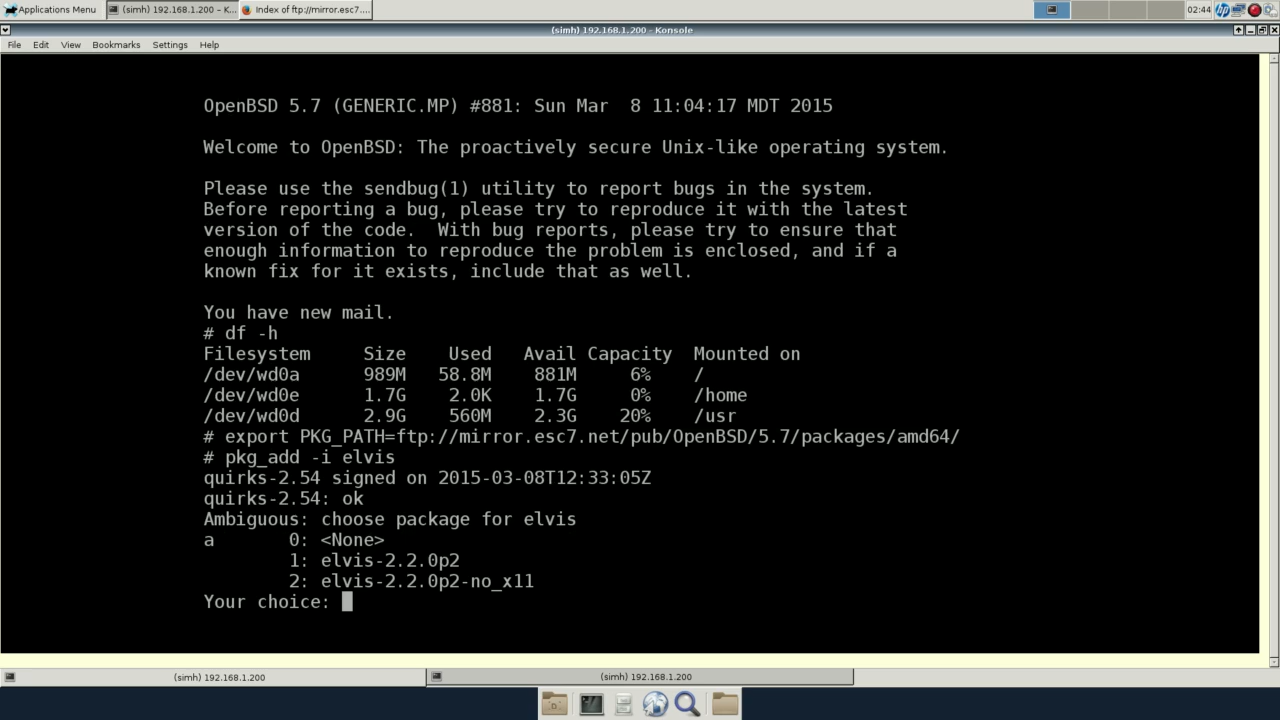 Applications Menu (simh) 192.168.1.200 - K... Index of ftp://mirror.esc7.... 02:44
(simh) 192.168.1.200 - Konsole
File Edit View Bookmarks Settings Help
OpenBSD 5.7 (GENERIC.MP) #881: Sun Mar  8 11:04:17 MDT 2015
Welcome to OpenBSD: The proactively secure Unix-like operating system.
Please use the sendbug(1) utility to report bugs in the system.
Before reporting a bug, please try to reproduce it with the latest
version of the code.  With bug reports, please try to ensure that
enough information to reproduce the problem is enclosed, and if a
known fix for it exists, include that as well.
You have new mail.
# df -h
Filesystem     Size    Used   Avail Capacity  Mounted on
/dev/wd0a      989M   58.8M    881M     6%    /
/dev/wd0e      1.7G    2.0K    1.7G     0%    /home
/dev/wd0d      2.9G    560M    2.3G    20%    /usr
# export PKG_PATH=ftp://mirror.esc7.net/pub/OpenBSD/5.7/packages/amd64/
# pkg_add -i elvis
quirks-2.54 signed on 2015-03-08T12:33:05Z
quirks-2.54: ok
Ambiguous: choose package for elvis
a       0: <None>
        1: elvis-2.2.0p2
        2: elvis-2.2.0p2-no_x11
Your choice:
(simh) 192.168.1.200 (simh) 192.168.1.200